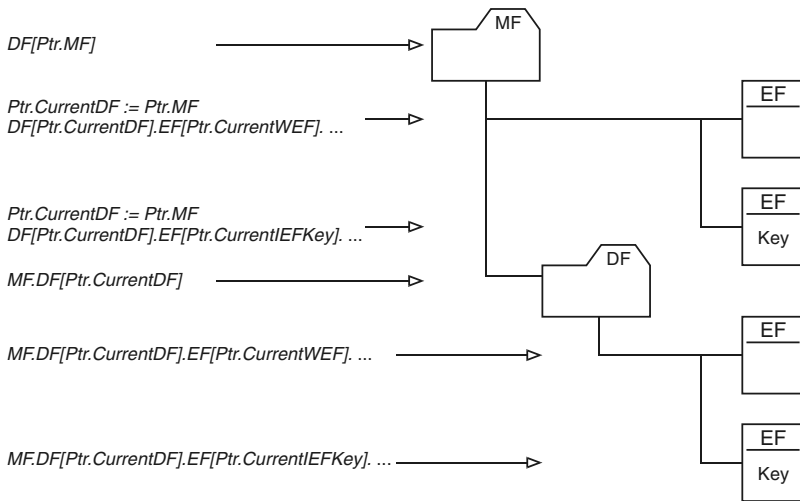 MF
DF[Ptr.MF]
Ptr.CurrentDF := Ptr.MF
DF[Ptr.CurrentDF].EF[Ptr.CurrentWEF]. ...
EF
Ptr.CurrentDF := Ptr.MF
DF[Ptr.CurrentDF].EF[Ptr.CurrentIEFKey]. ...
EF
Key
MF.DF[Ptr.CurrentDF]
DF
MF.DF[Ptr.CurrentDF].EF[Ptr.CurrentWEF]. ...
EF
MF.DF[Ptr.CurrentDF].EF[Ptr.CurrentIEFKey]. ...
EF
Key